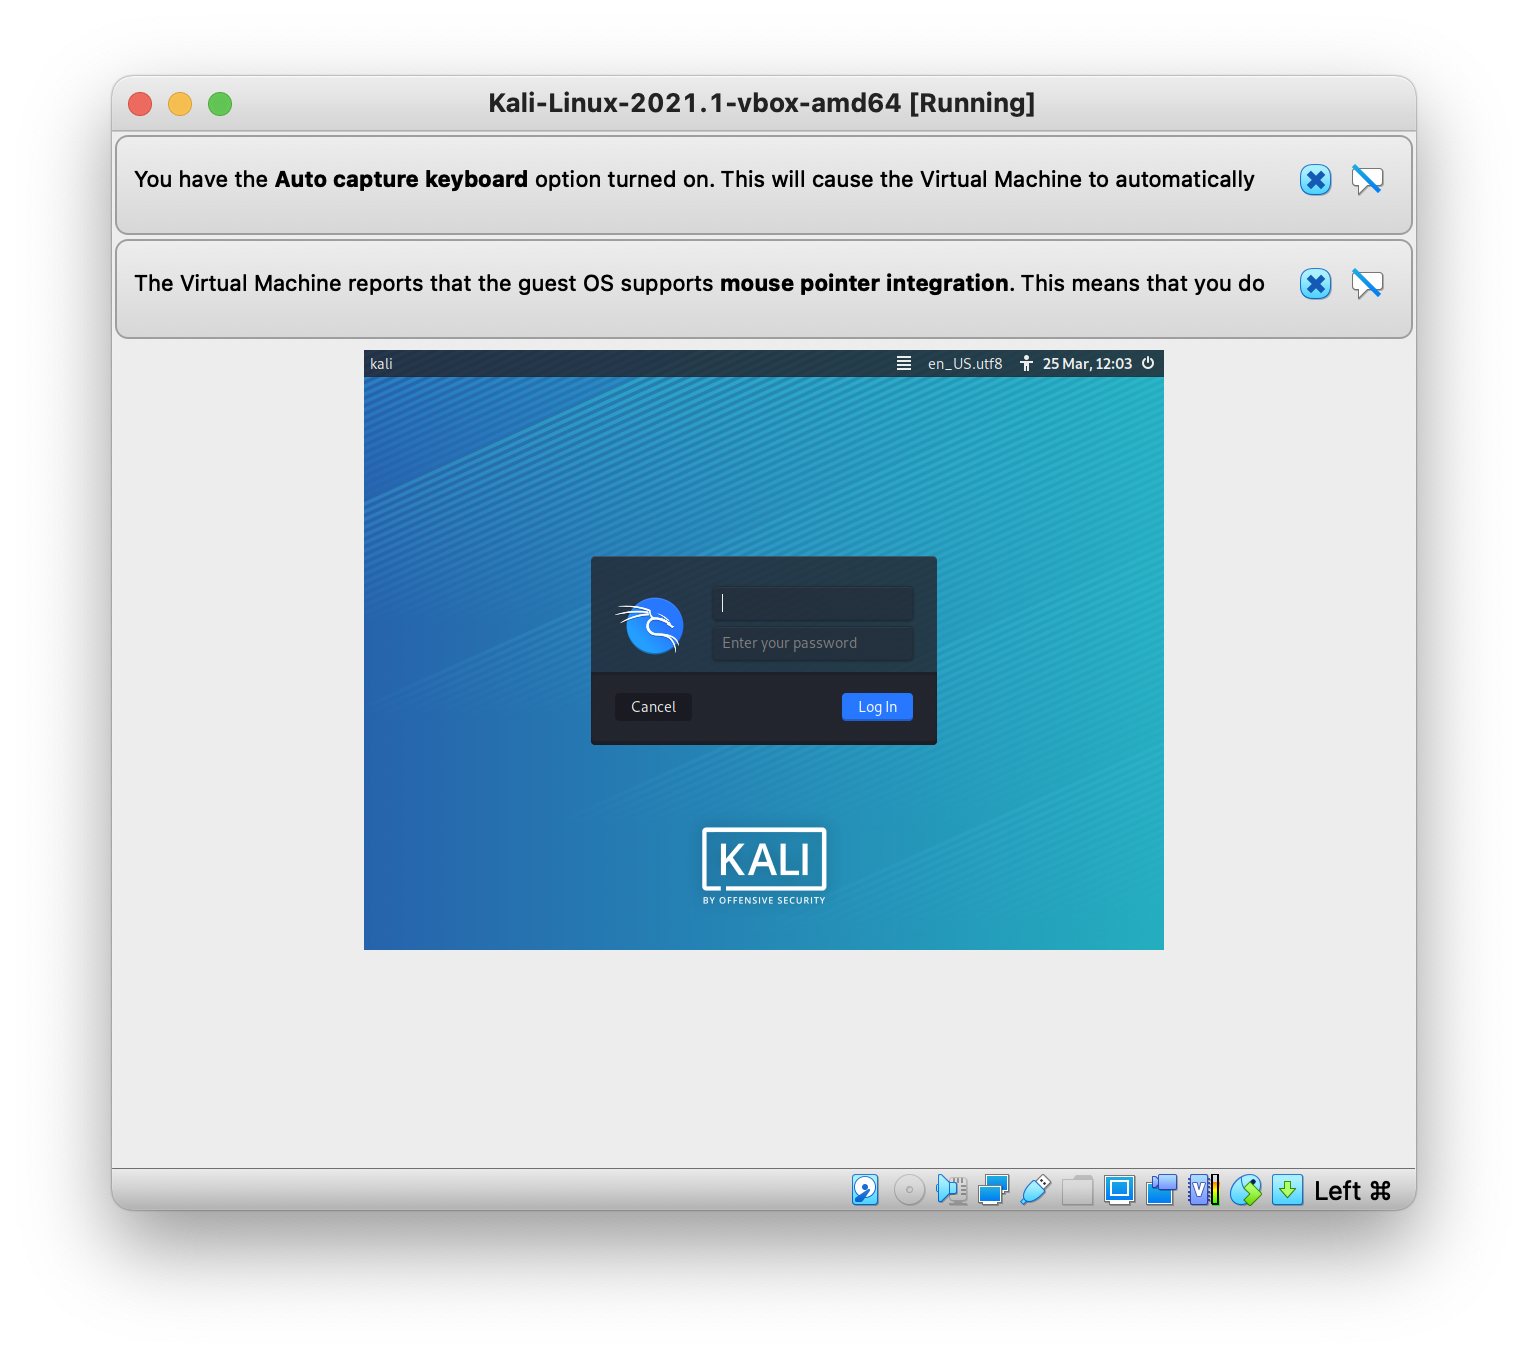 Kali-Linux-2021.1-vbox-amd64 [Running]
You have the Auto capture keyboard option turned on. This will cause the Virtual Machine to automatically
The Virtual Machine reports that the guest OS supports mouse pointer integration. This means that you do
kali en_US.utf8 25 Mar, 12:03
Enter your password
Cancel Log In
KALI
BY OFFENSIVE SECURITY
V
Left ⌘